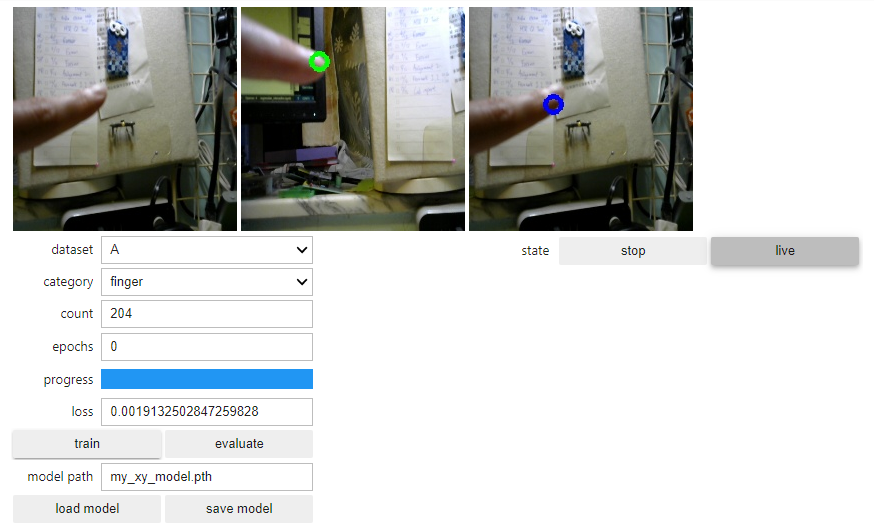 dataset A state stop live
category finger
count 204
epochs 0
progress
loss 0.0019132502847259828
train evaluate
model path my_xy_model.pth
load model save model